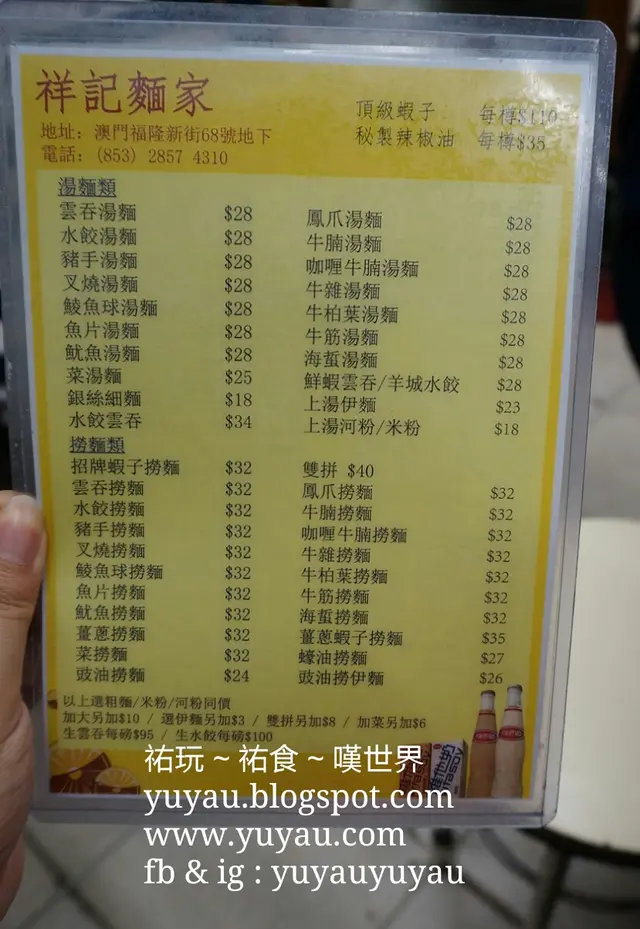 祥記麵家
地址: 澳門福隆新街68號地下
電話: (853) 2857 4310
頂級蝦子 每樽$110
秘製辣椒油 每樽$35
湯麵類
雲吞湯麵 $28
水餃湯麵 $28
豬手湯麵 $28
叉燒湯麵 $28
鯪魚球湯麵 $28
魚片湯麵 $28
魷魚湯麵 $28
菜湯麵 $25
銀絲細麵 $18
水餃雲吞 $34
鳳爪湯麵 $28
牛腩湯麵 $28
咖喱牛腩湯麵 $28
牛雜湯麵 $28
牛柏葉湯麵 $28
牛筋湯麵 $28
海蜇湯麵 $28
鮮蝦雲吞/羊城水餃 $28
上湯伊麵 $23
上湯河粉/米粉 $18
撈麵類
招牌蝦子撈麵 $32
雲吞撈麵 $32
水餃撈麵 $32
豬手撈麵 $32
叉燒撈麵 $32
鯪魚球撈麵 $32
魚片撈麵 $32
魷魚撈麵 $32
薑蔥撈麵 $32
菜撈麵 $32
豉油撈麵 $24
雙拼 $40
鳳爪撈麵 $32
牛腩撈麵 $32
咖喱牛腩撈麵 $32
牛雜撈麵 $32
牛柏葉撈麵 $32
牛筋撈麵 $32
海蜇撈麵 $32
薑蔥蝦子撈麵 $35
蠔油撈麵 $27
豉油撈伊麵 $26
以上選粗麵/米粉/河粉同價
加大另加$10 / 選伊麵另加$3 / 雙拼另加$8 / 加菜另加$6
生雲吞每磅$95 / 生水餃每磅$100
祐玩 ~ 祐食 ~ 嘆世界
yuyau.blogspot.com
www.yuyau.com
fb & ig : yuyauyuyau